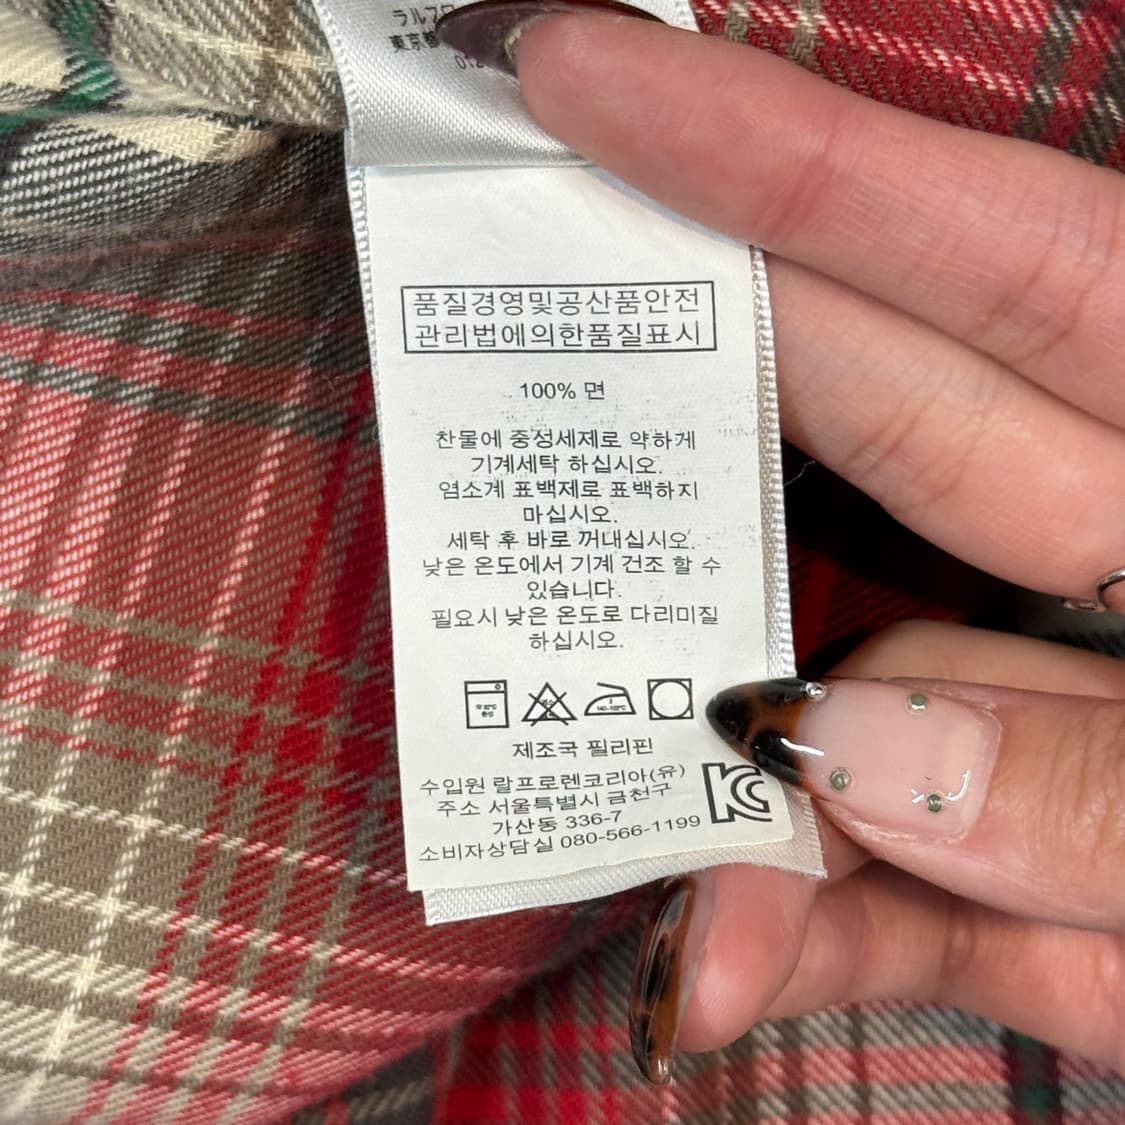 ラルフ
東京都
012
품질경영및공산품안전
관리법에의한품질표시
100% 면
찬물에 중성세제로 약하게
기계세탁 하십시오.
염소계 표백제로 표백하지
마십시오.
세탁 후 바로 꺼내십시오.
낮은 온도에서 기계 건조 할 수
있습니다.
필요시 낮은 온도로 다리미질
하십시오.
제조국 필리핀
수입원 랄프로렌코리아(유)
주소 서울특별시 금천구
가산동 336-7
소비자상담실 080-566-1199